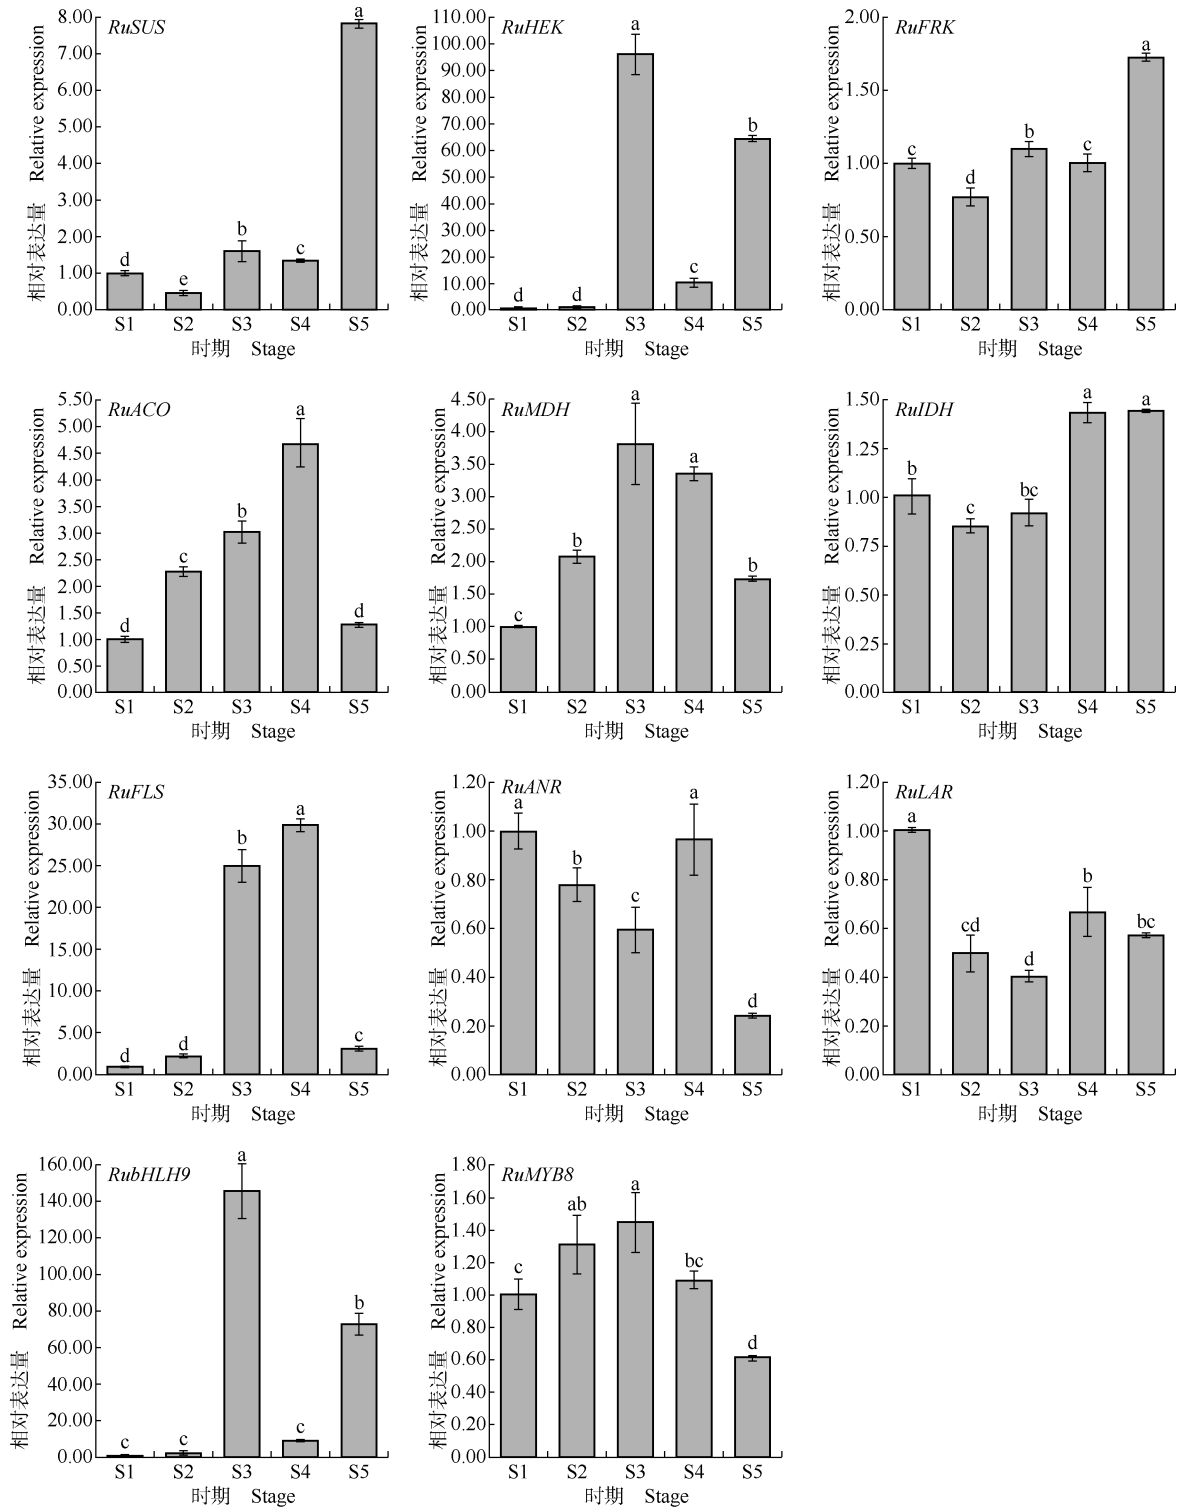 相对表达量 Relative expression
RuSUS
8.00
7.00
6.00
5.00
4.00
3.00
2.00
1.00
0.00
d
e
b
c
a
S1 S2 S3 S4 S5
时期 Stage
相对表达量 Relative expression
RuHEK
110.00
100.00
90.00
80.00
70.00
60.00
50.00
40.00
30.00
20.00
10.00
0.00
d
d
a
c
b
S1 S2 S3 S4 S5
时期 Stage
相对表达量 Relative expression
RuFRK
2.00
1.50
1.00
0.50
0.00
c
d
b
c
a
S1 S2 S3 S4 S5
时期 Stage
相对表达量 Relative expression
RuACO
5.50
5.00
4.50
4.00
3.50
3.00
2.50
2.00
1.50
1.00
0.50
0.00
d
c
b
a
d
S1 S2 S3 S4 S5
时期 Stage
相对表达量 Relative expression
RuMDH
4.50
4.00
3.50
3.00
2.50
2.00
1.50
1.00
0.50
0.00
c
b
a
a
b
S1 S2 S3 S4 S5
时期 Stage
相对表达量 Relative expression
RuIDH
1.50
1.25
1.00
0.75
0.50
1.25
0.00
b
c
bc
a
a
S1 S2 S3 S4 S5
时期 Stage
相对表达量 Relative expression
RuFLS
35.00
30.00
25.00
20.00
15.00
10.00
5.00
0.00
d
d
b
a
c
S1 S2 S3 S4 S5
时期 Stage
相对表达量 Relative expression
RuANR
1.20
1.00
0.80
0.60
0.40
0.20
0.00
a
b
c
a
d
S1 S2 S3 S4 S5
时期 Stage
相对表达量 Relative expression
RuLAR
1.20
1.00
0.80
0.60
0.40
0.20
0.00
a
cd
d
b
bc
S1 S2 S3 S4 S5
时期 Stage
相对表达量 Relative expression
RubHLH9
160.00
140.00
120.00
100.00
80.00
60.00
40.00
20.00
0.00
c
c
a
c
b
S1 S2 S3 S4 S5
时期 Stage
相对表达量 Relative expression
RuMYB8
1.80
1.60
1.40
1.20
1.00
0.80
0.60
0.40
0.20
0.00
c
ab
a
bc
d
S1 S2 S3 S4 S5
时期 Stage